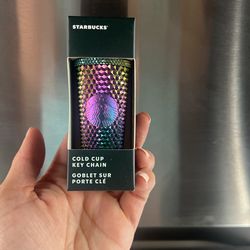 STARBUCKS
COLD CUP
KEY CHAIN
GOBLET SUR
PORTE CLÉ